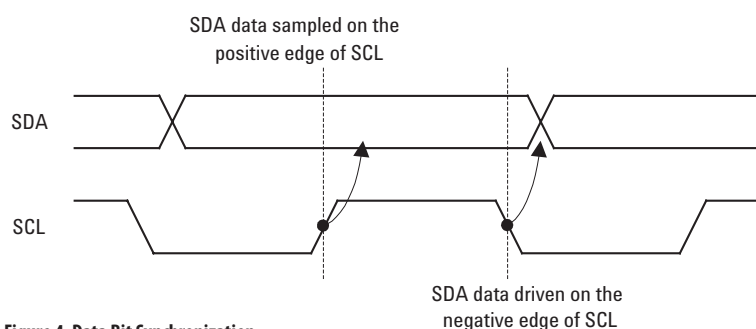 SDA data sampled on the
positive edge of SCL
SDA
SCL
SDA data driven on the
negative edge of SCL
Figure 4. Data Bit Synchronization